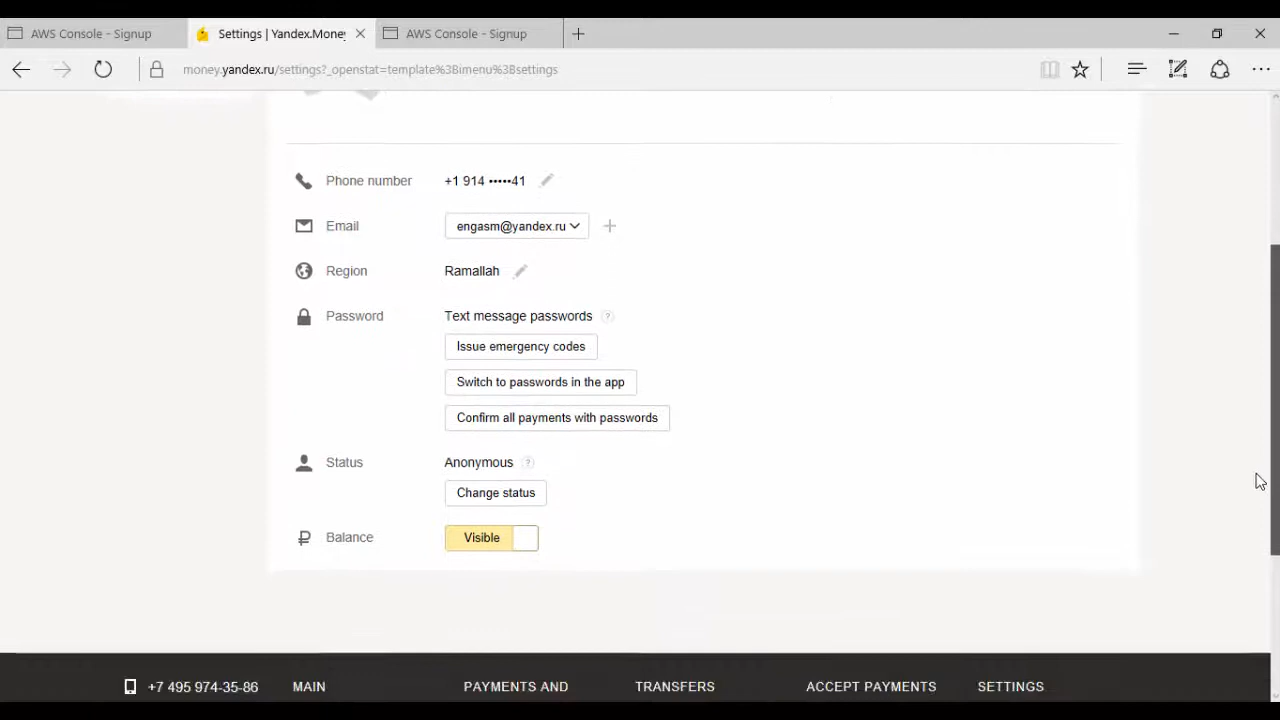 AWS Console - Signup
Settings | Yandex.Money
AWS Console - Signup
money.yandex.ru/settings?_openstat=template%3Bimenu%3Bsettings
Phone number +1 914 •••••41
Email engasm@yandex.ru
Region Ramallah
Password Text message passwords ?
Issue emergency codes
Switch to passwords in the app
Confirm all payments with passwords
Status Anonymous ?
Change status
₽ Balance Visible
+7 495 974-35-86 MAIN PAYMENTS AND TRANSFERS ACCEPT PAYMENTS SETTINGS